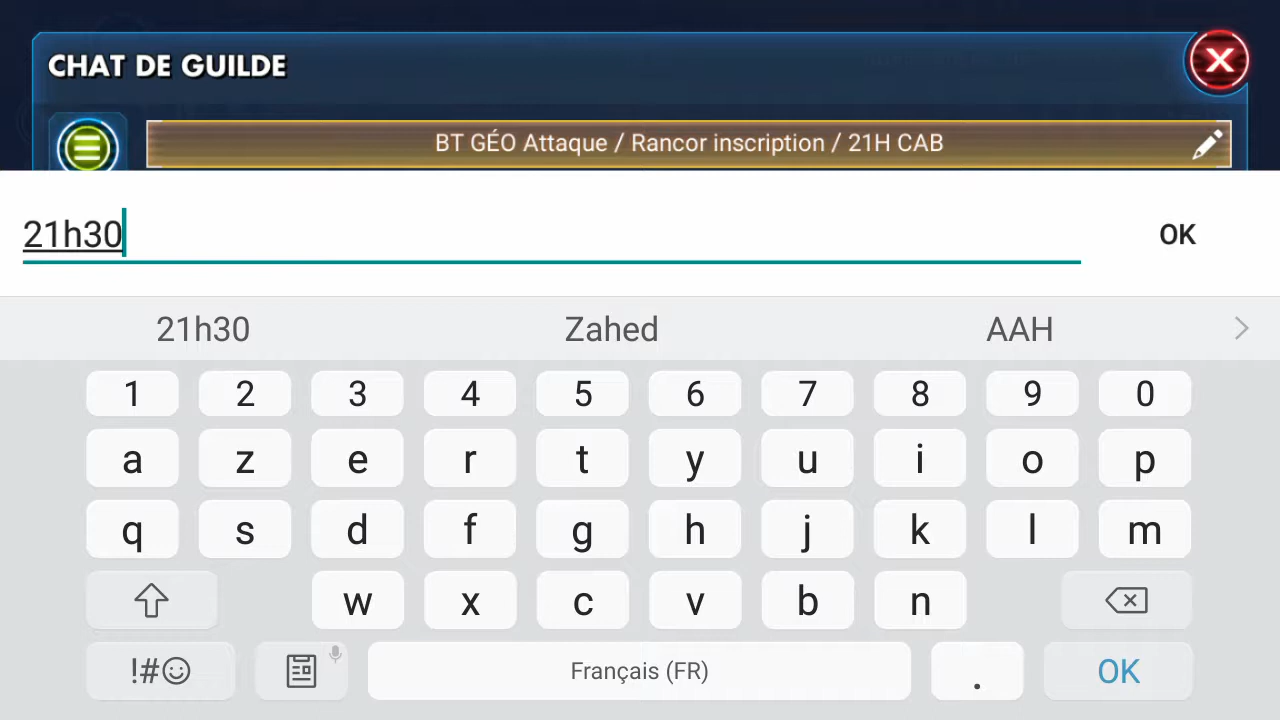 CHAT DE GUILDE
BT GÉO Attaque / Rancor inscription / 21H CAB
21h30
OK
21h30 Zahed AAH
1 2 3 4 5 6 7 8 9 0
a z e r t y u i o p
q s d f g h j k l m
w x c v b n
!#☺ Français (FR) . OK